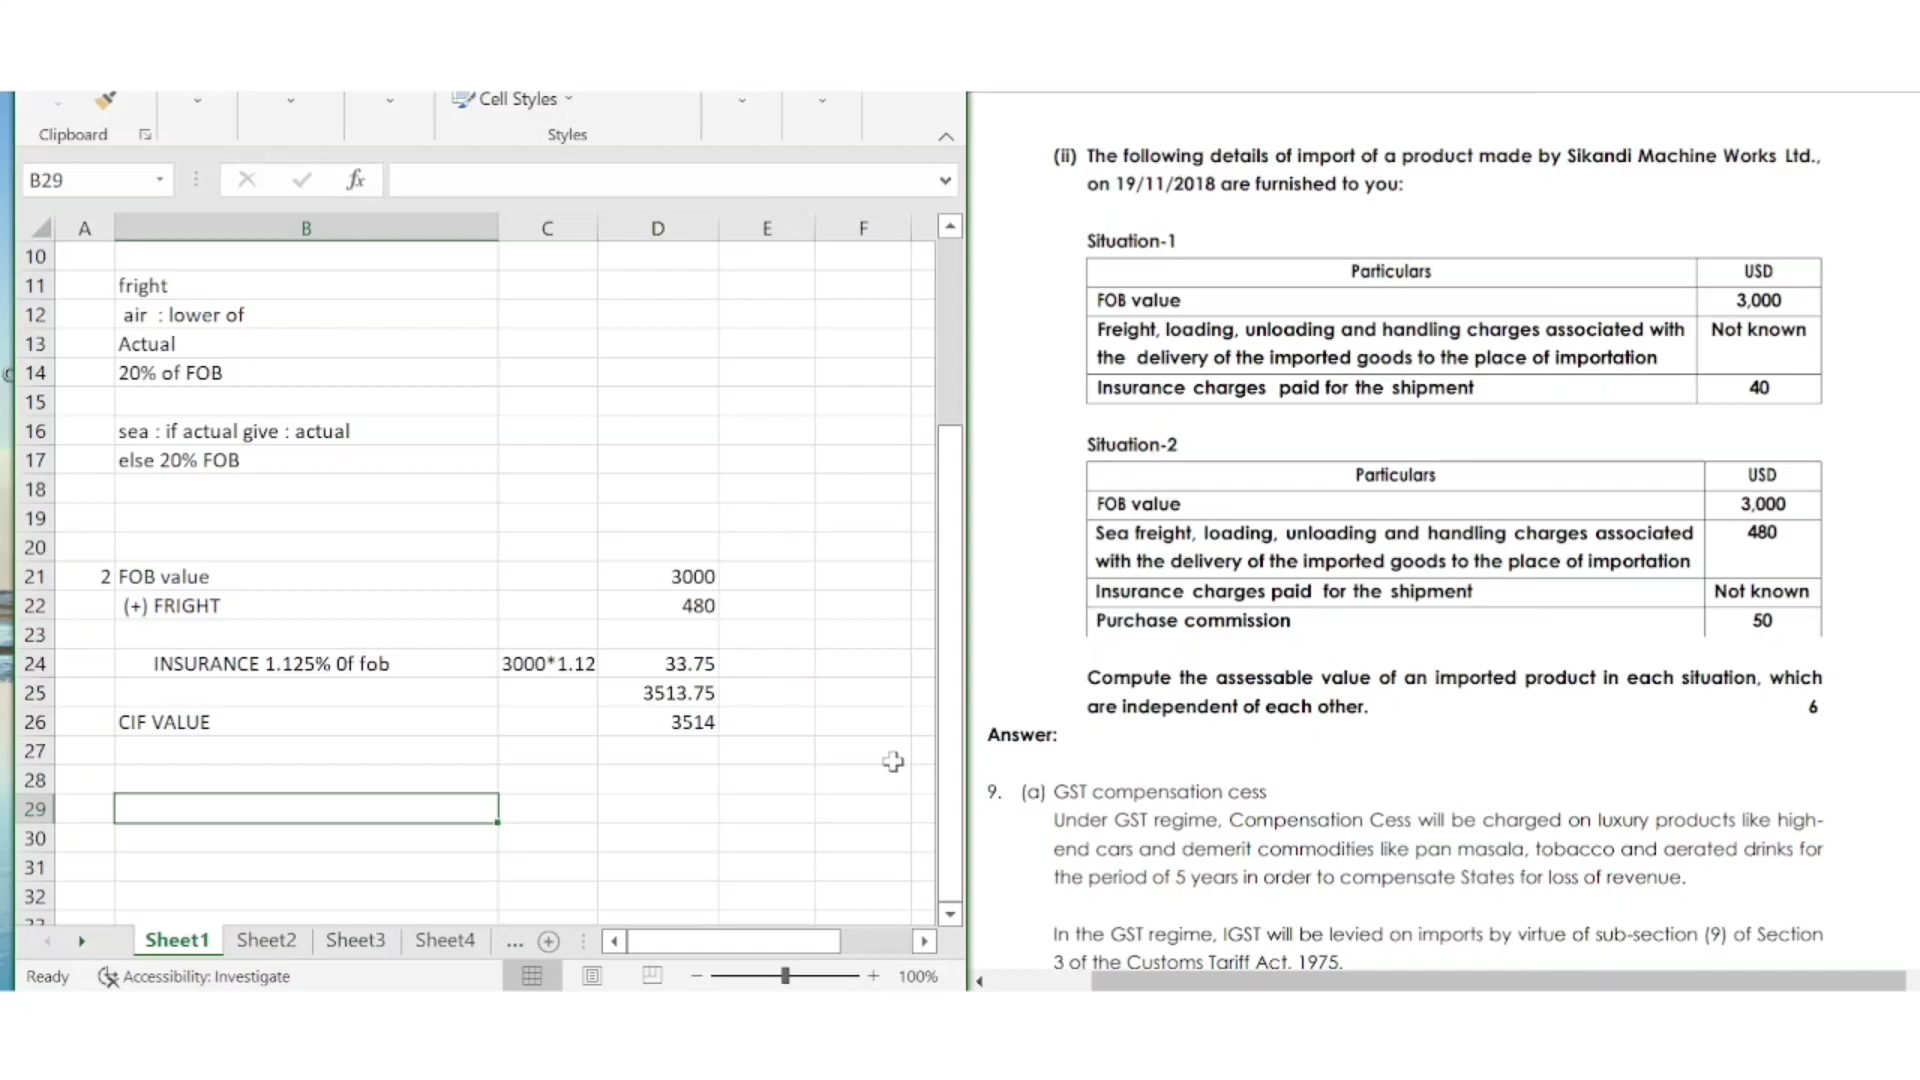 Cell Styles
Clipboard
Styles
B29
fx
A B C D E F
10
11 fright
12 air : lower of
13 Actual
14 20% of FOB
15
16 sea : if actual give : actual
17 else 20% FOB
18
19
20
21 2 FOB value 3000
22 (+) FRIGHT 480
23
24 INSURANCE 1.125% 0f fob 3000*1.12 33.75
25 3513.75
26 CIF VALUE 3514
27
28
29
30
31
32
Sheet1 Sheet2 Sheet3 Sheet4 ...
Ready Accessibility: Investigate 100%
(ii) The following details of import of a product made by Sikandi Machine Works Ltd.,
on 19/11/2018 are furnished to you:
Situation-1
Particulars USD
FOB value 3,000
Freight, loading, unloading and handling charges associated with Not known
the delivery of the imported goods to the place of importation
Insurance charges paid for the shipment 40
Situation-2
Particulars USD
FOB value 3,000
Sea freight, loading, unloading and handling charges associated 480
with the delivery of the imported goods to the place of importation
Insurance charges paid for the shipment Not known
Purchase commission 50
Compute the assessable value of an imported product in each situation, which
are independent of each other. 6
Answer:
9. (a) GST compensation cess
Under GST regime, Compensation Cess will be charged on luxury products like high-
end cars and demerit commodities like pan masala, tobacco and aerated drinks for
the period of 5 years in order to compensate States for loss of revenue.
In the GST regime, IGST will be levied on imports by virtue of sub-section (9) of Section
3 of the Customs Tariff Act, 1975.